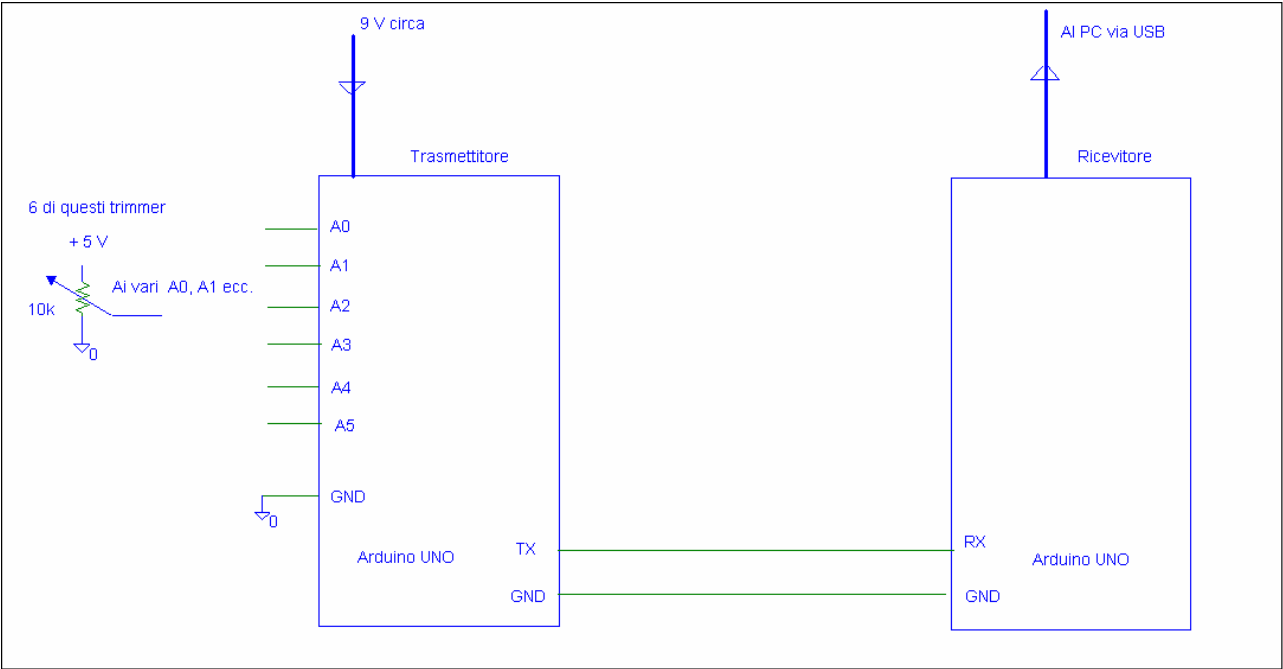 9 V circa
Al PC via USB
Trasmettitore
Ricevitore
6 di questi trimmer
+ 5 V
Ai vari A0, A1 ecc.
10k
0
A0
A1
A2
A3
A4
A5
GND
0
Arduino UNO
TX
GND
RX
Arduino UNO
GND